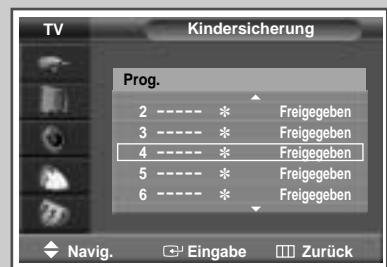 TV Kindersicherung
Prog.
2 ----- ✼ Freigegeben
3 ----- ✼ Freigegeben
4 ----- ✼ Freigegeben
5 ----- ✼ Freigegeben
6 ----- ✼ Freigegeben
Navig. Eingabe Zurück